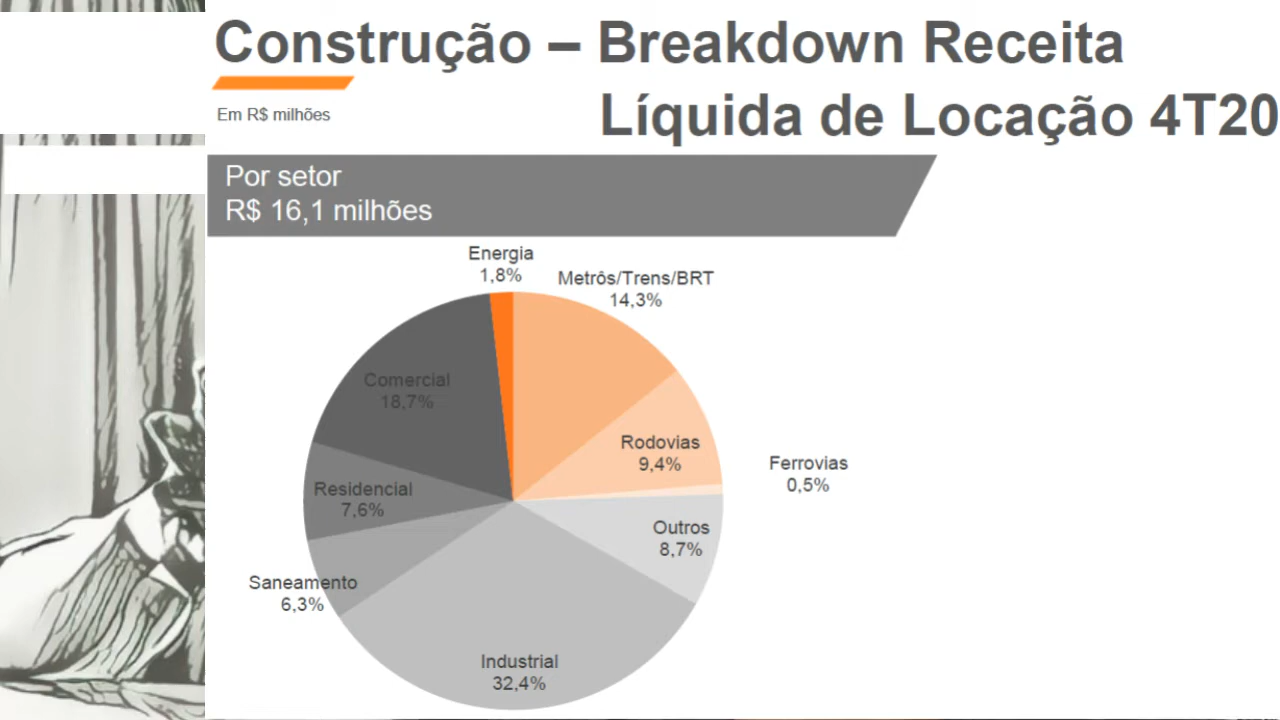 Construção – Breakdown Receita
Líquida de Locação 4T20
Em R$ milhões
Por setor
R$ 16,1 milhões
Energia
1,8%
Metrôs/Trens/BRT
14,3%
Comercial
18,7%
Rodovias
9,4%
Ferrovias
0,5%
Residencial
7,6%
Outros
8,7%
Saneamento
6,3%
Industrial
32,4%